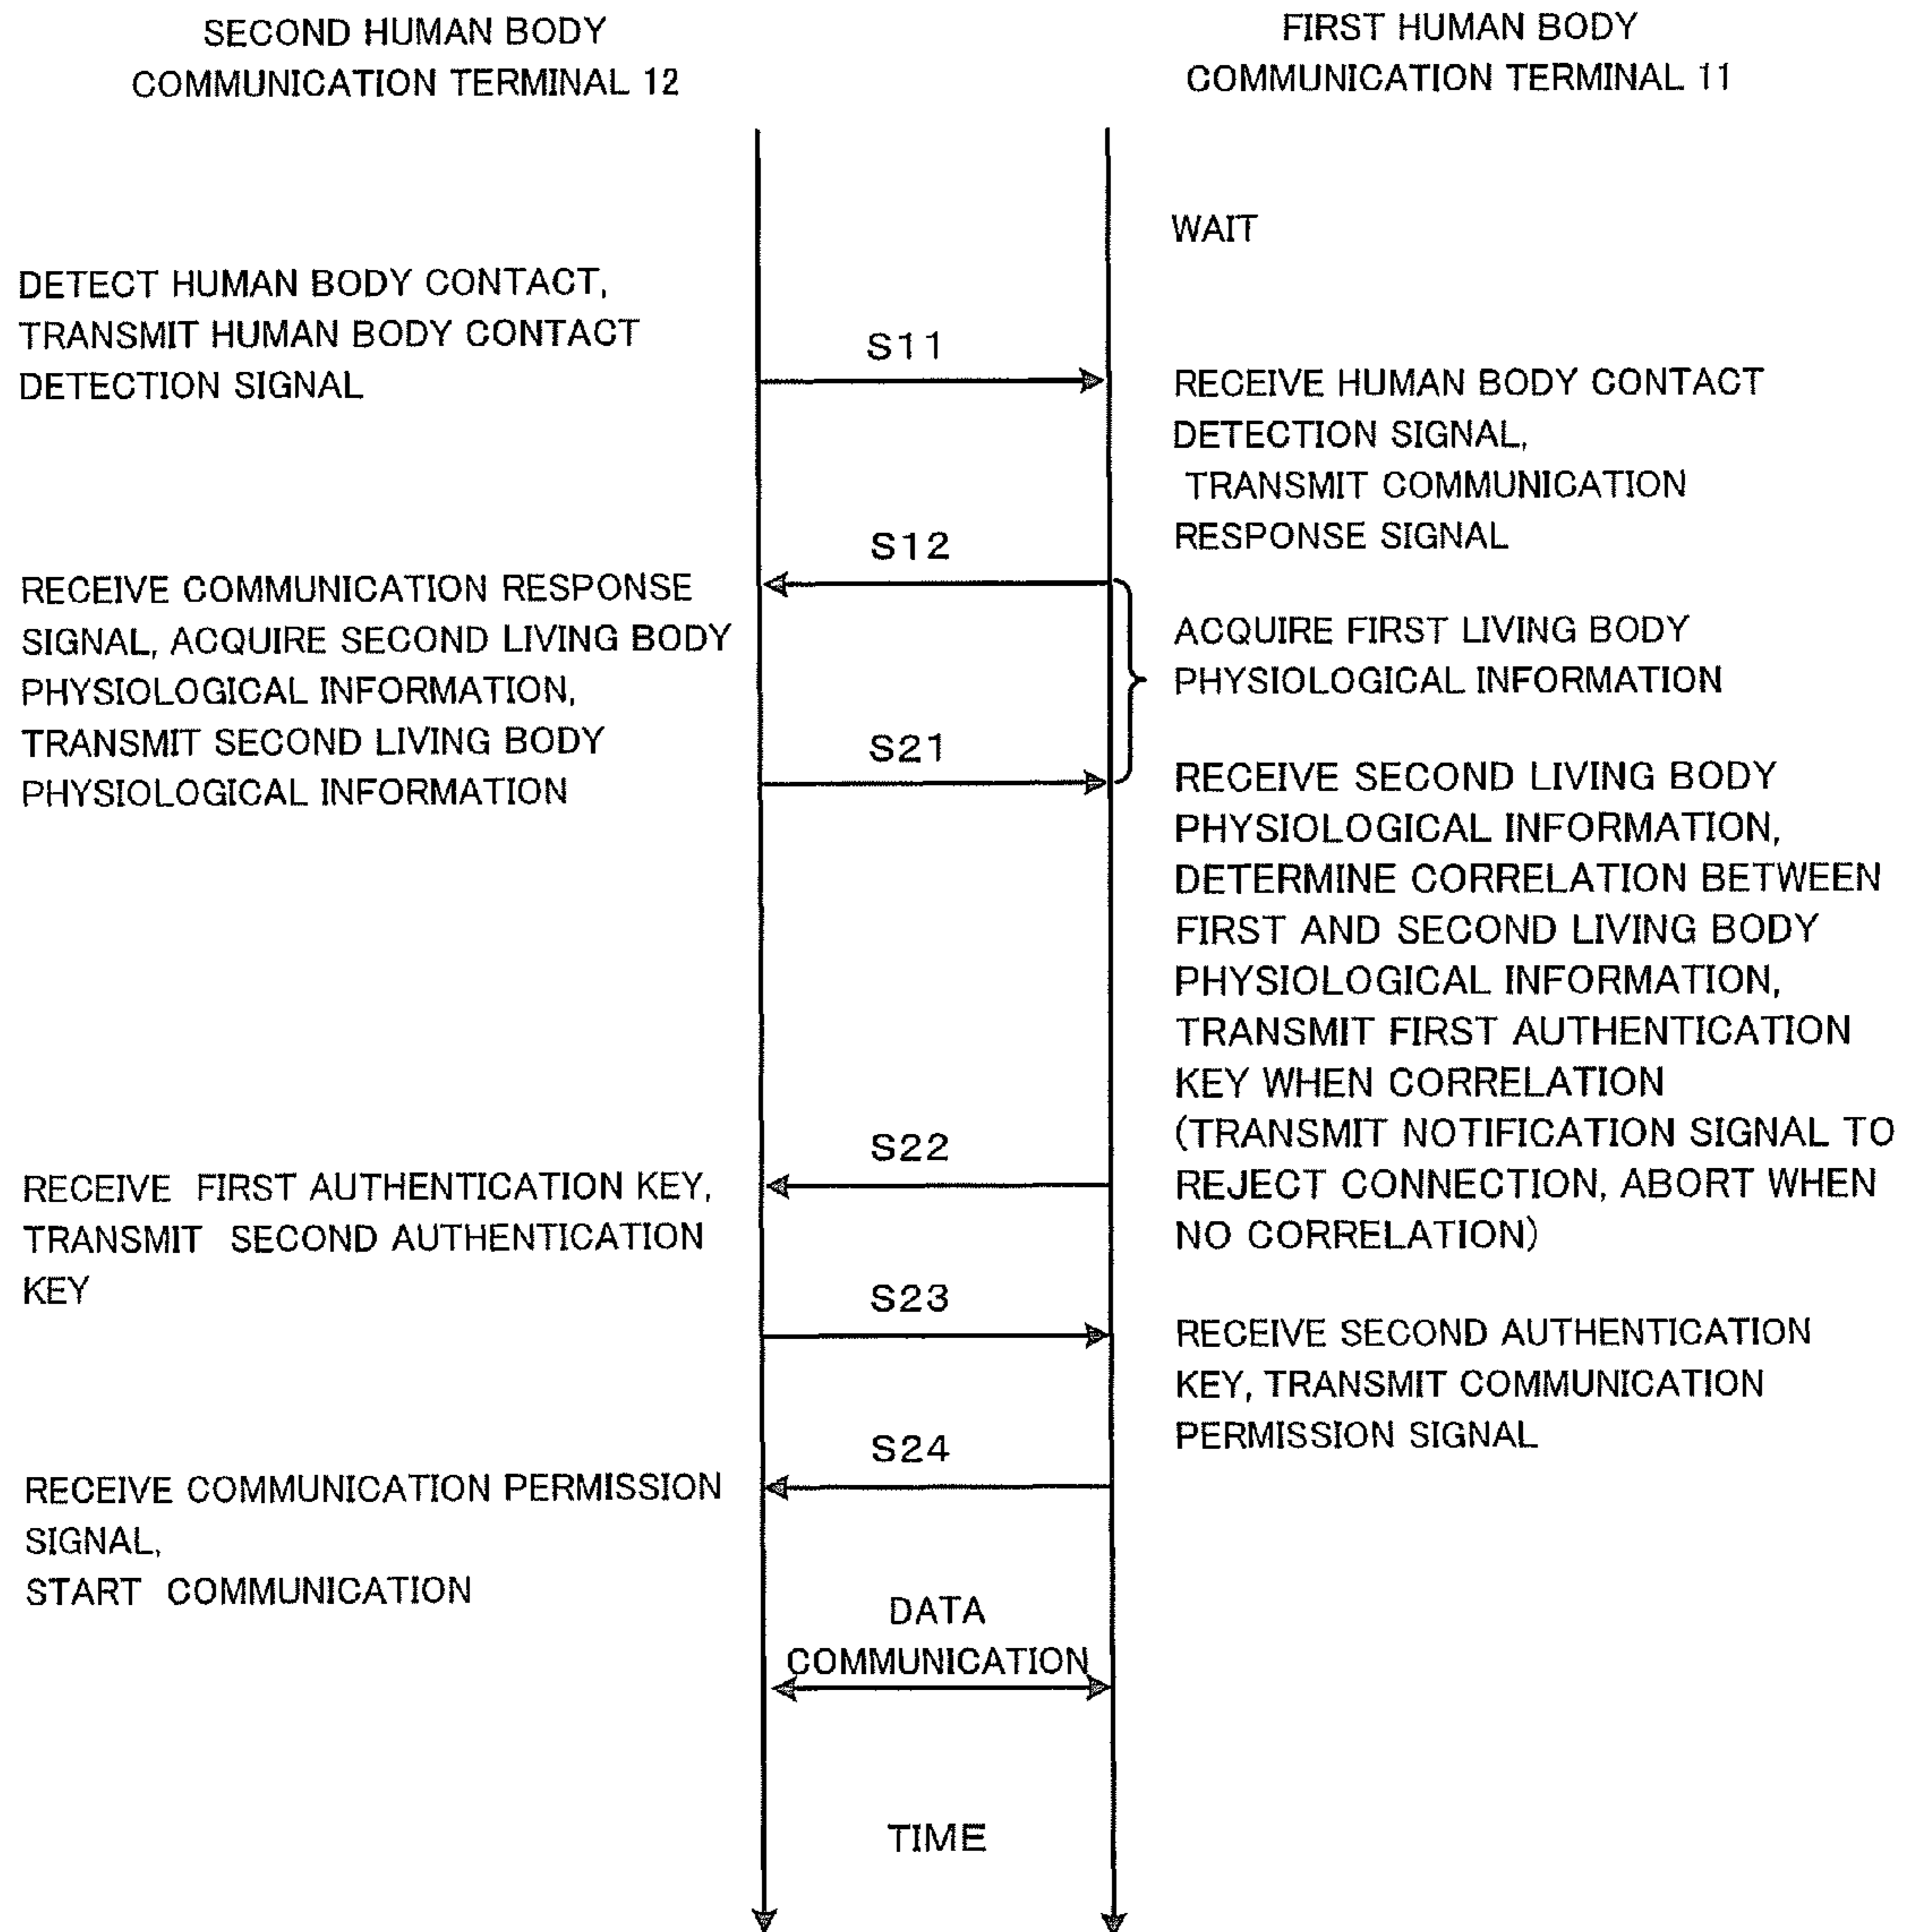 SECOND HUMAN BODY
COMMUNICATION TERMINAL 12
FIRST HUMAN BODY
COMMUNICATION TERMINAL 11
WAIT
DETECT HUMAN BODY CONTACT,
TRANSMIT HUMAN BODY CONTACT
DETECTION SIGNAL
S11
RECEIVE HUMAN BODY CONTACT
DETECTION SIGNAL,
TRANSMIT COMMUNICATION
RESPONSE SIGNAL
S12
RECEIVE COMMUNICATION RESPONSE
SIGNAL, ACQUIRE SECOND LIVING BODY
PHYSIOLOGICAL INFORMATION,
TRANSMIT SECOND LIVING BODY
PHYSIOLOGICAL INFORMATION
ACQUIRE FIRST LIVING BODY
PHYSIOLOGICAL INFORMATION
S21
RECEIVE SECOND LIVING BODY
PHYSIOLOGICAL INFORMATION,
DETERMINE CORRELATION BETWEEN
FIRST AND SECOND LIVING BODY
PHYSIOLOGICAL INFORMATION,
TRANSMIT FIRST AUTHENTICATION
KEY WHEN CORRELATION
(TRANSMIT NOTIFICATION SIGNAL TO
REJECT CONNECTION, ABORT WHEN
NO CORRELATION)
S22
RECEIVE FIRST AUTHENTICATION KEY,
TRANSMIT SECOND AUTHENTICATION
KEY
S23
RECEIVE SECOND AUTHENTICATION
KEY, TRANSMIT COMMUNICATION
PERMISSION SIGNAL
S24
RECEIVE COMMUNICATION PERMISSION
SIGNAL,
START COMMUNICATION
DATA
COMMUNICATION
TIME